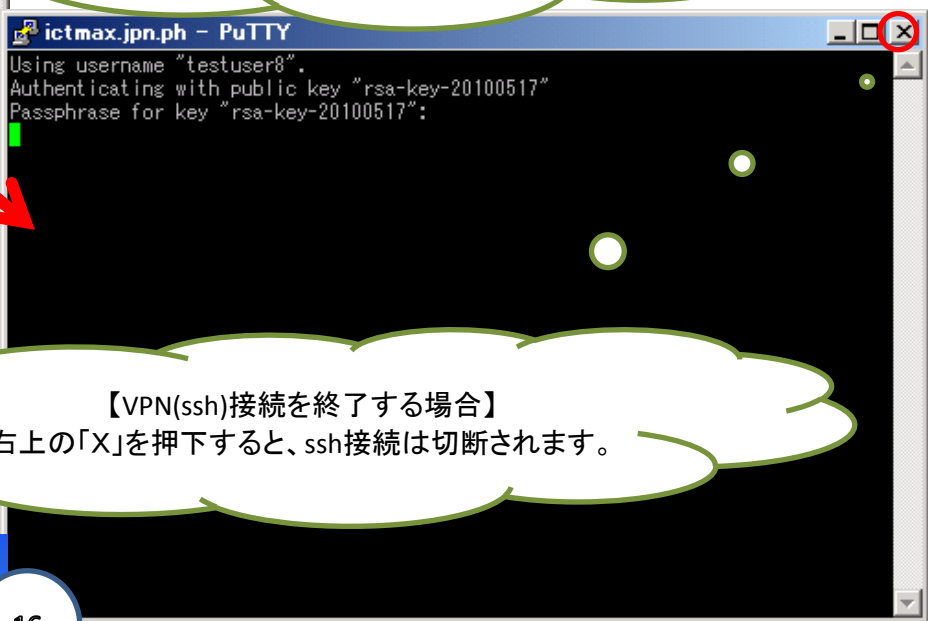 ictmax.jpn.ph - PuTTY
Using username "testuser8".
Authenticating with public key "rsa-key-20100517"
Passphrase for key "rsa-key-20100517":
【VPN(ssh)接続を終了する場合】
右上の「X」を押下すると、ssh接続は切断されます。